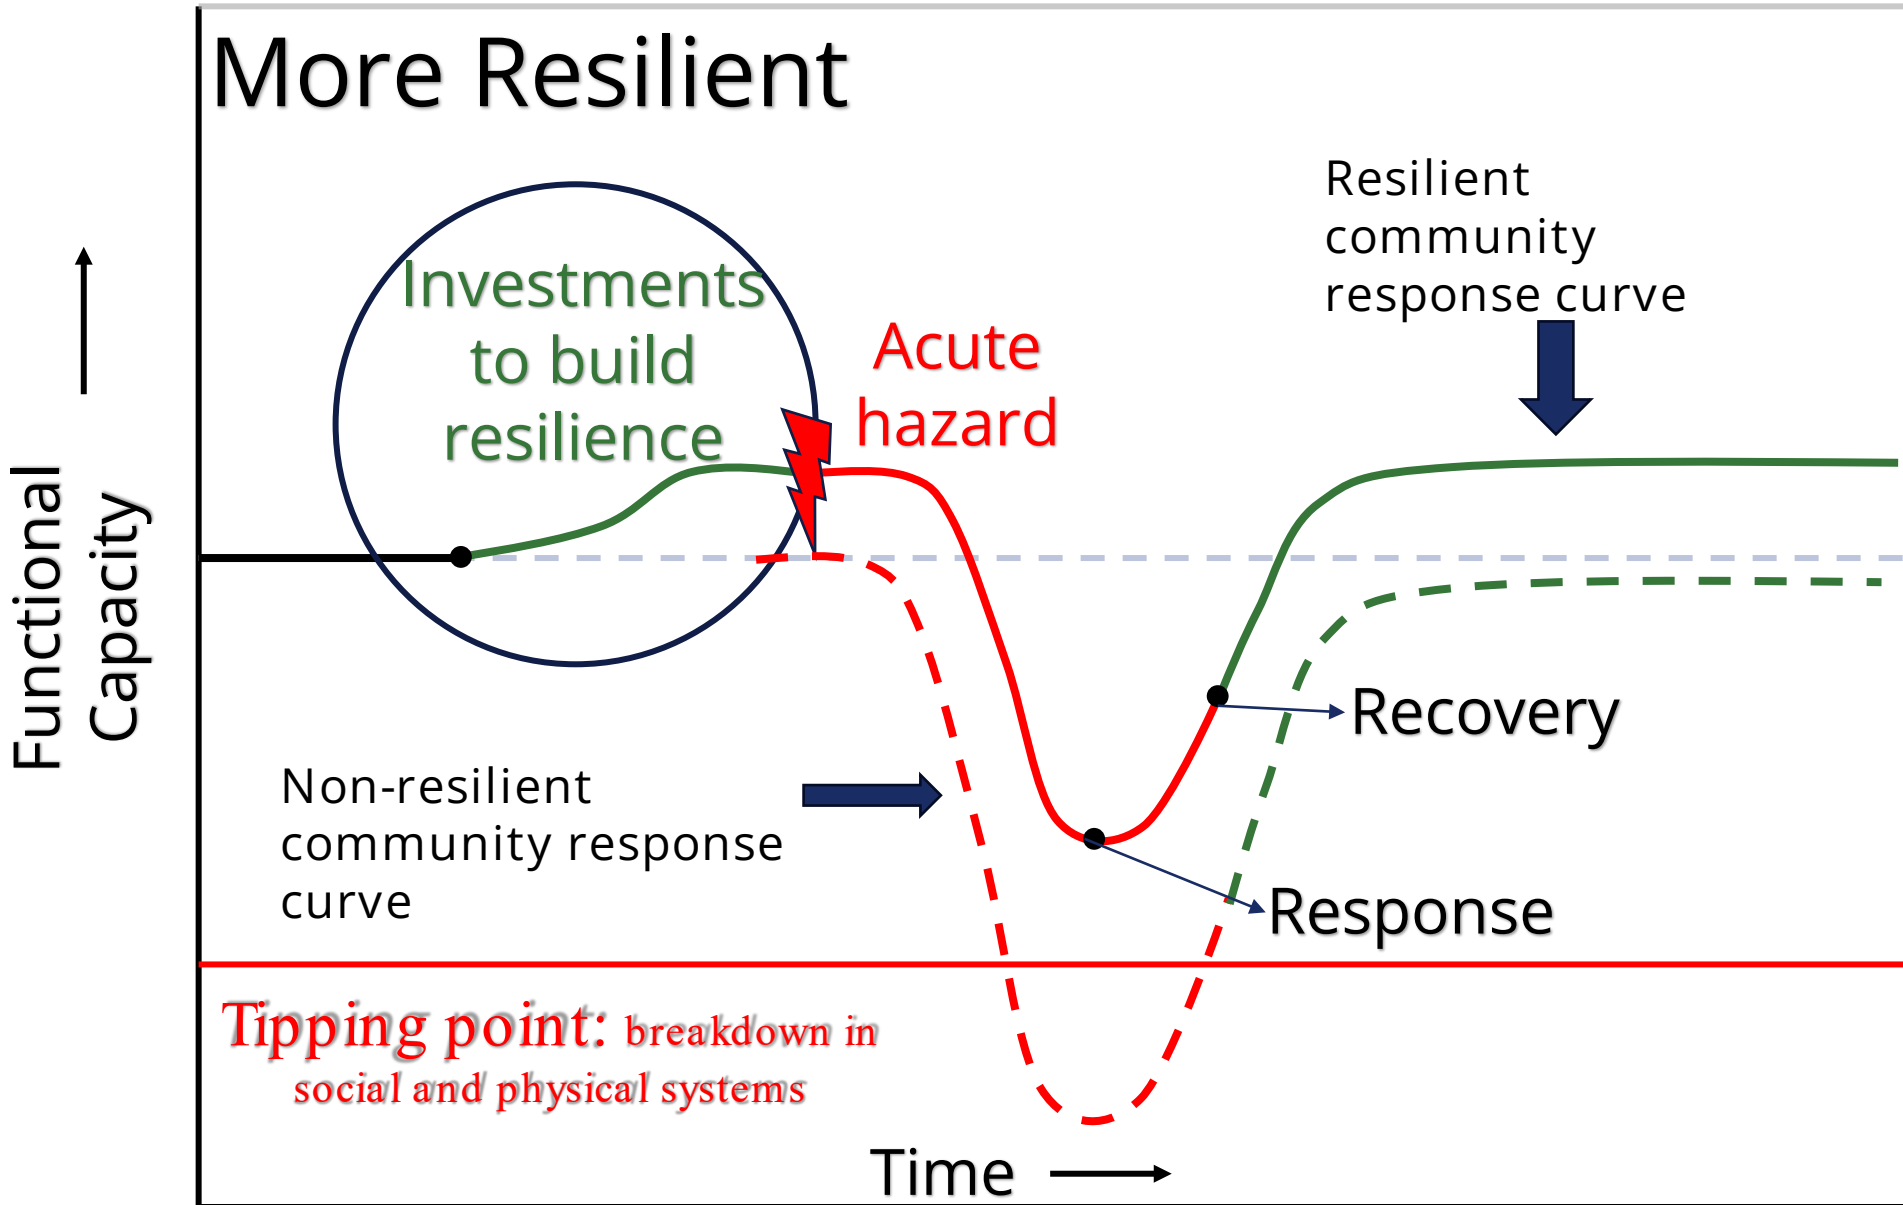 More Resilient
Resilient
community
response curve
Investments
to build
resilience
Acute
hazard
Functional
Capacity
Recovery
Non-resilient
community response
curve
Response
Tipping point: breakdown in
social and physical systems
Time